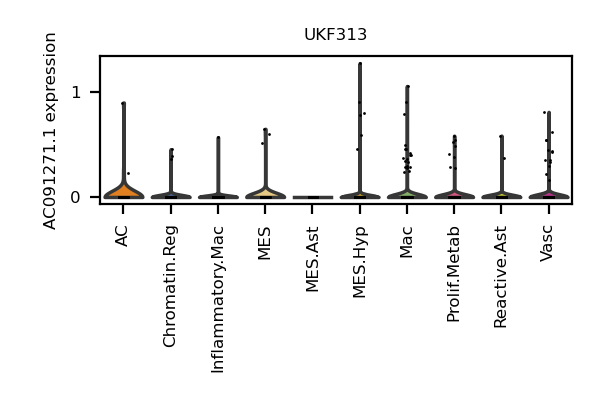 UKF313
AC091271.1 expression
1
0
AC
Chromatin.Reg
Inflammatory.Mac
MES
MES.Ast
MES.Hyp
Mac
Prolif.Metab
Reactive.Ast
Vasc